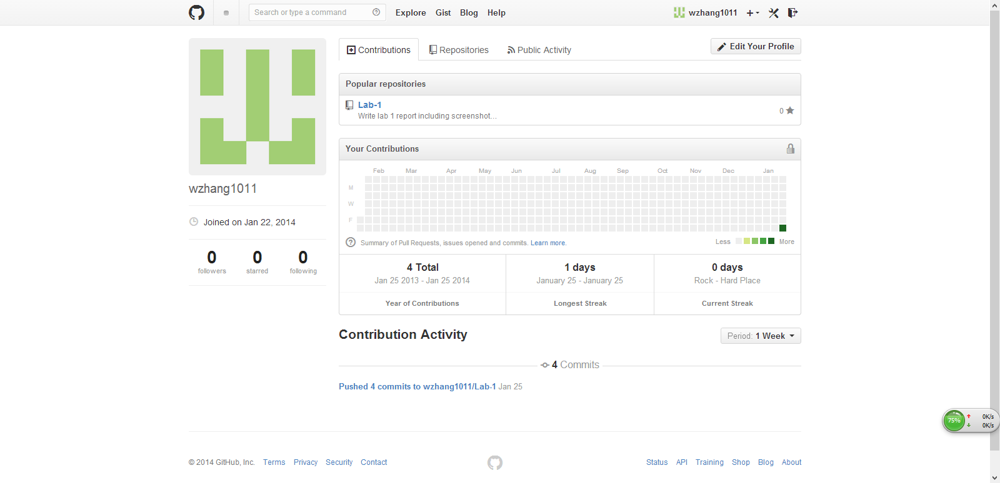 Search or type a command
Explore Gist Blog Help
wzhang1011
Contributions Repositories Public Activity
Edit Your Profile
Popular repositories
Lab-1
Write lab 1 report including screenshot...
0
wzhang1011
Joined on Jan 22, 2014
0 0 0
followers starred following
Your Contributions
Feb Mar Apr May Jun Jul Aug Sep Oct Nov Dec Jan
M
W
F
Summary of Pull Requests, issues opened and commits. Learn more.
Less More
4 Total
Jan 25 2013 - Jan 25 2014
Year of Contributions
1 days
January 25 - January 25
Longest Streak
0 days
Rock - Hard Place
Current Streak
Contribution Activity
Period: 1 Week
4 Commits
Pushed 4 commits to wzhang1011/Lab-1 Jan 25
75%
0K/s
0K/s
© 2014 GitHub, Inc. Terms Privacy Security Contact
Status API Training Shop Blog About